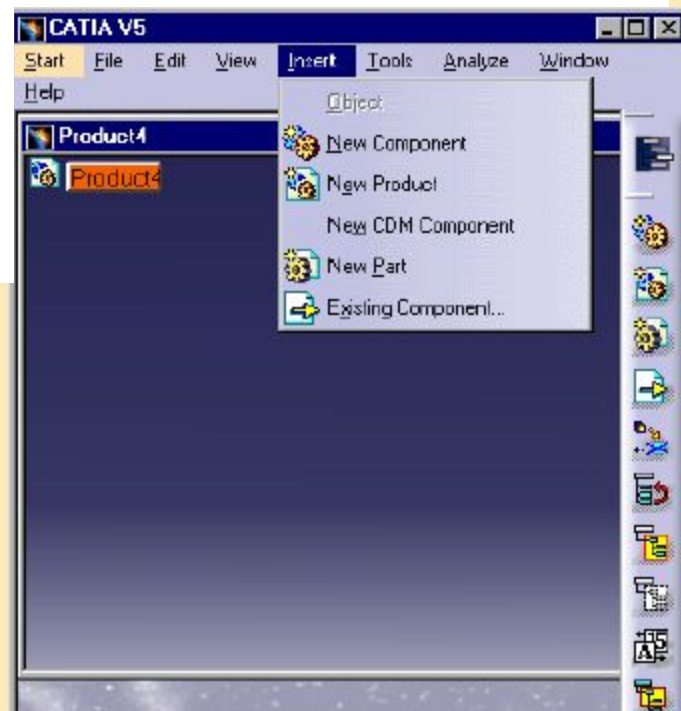 CATIA V5
Start File Edit View Insert Tools Analyze Window
Help
Product4
Product4
Object
New Component
New Product
New CDM Component
New Part
Existing Component...